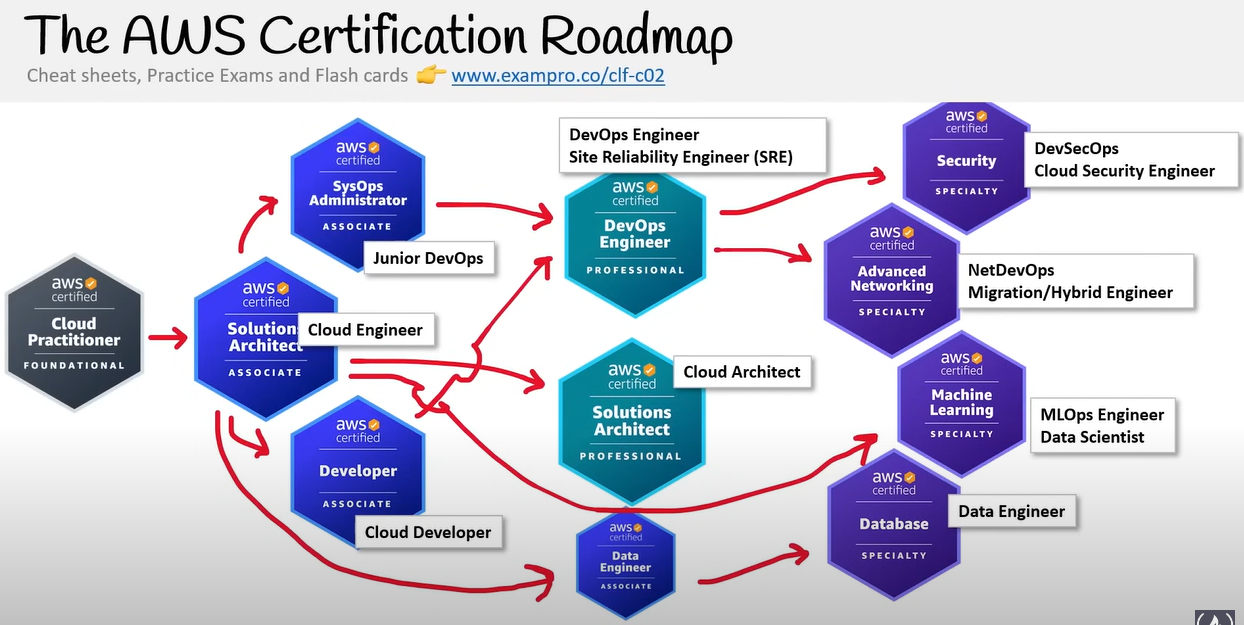 The AWS Certification Roadmap
Cheat sheets, Practice Exams and Flash cards 👉 www.exampro.co/clf-c02
aws
certified
Cloud
Practitioner
FOUNDATIONAL
aws
certified
Solutions
Architect
ASSOCIATE
Cloud Engineer
aws
certified
SysOps
Administrator
ASSOCIATE
Junior DevOps
aws
certified
Developer
ASSOCIATE
Cloud Developer
DevOps Engineer
Site Reliability Engineer (SRE)
aws
certified
DevOps
Engineer
PROFESSIONAL
aws
certified
Solutions
Architect
PROFESSIONAL
Cloud Architect
aws
certified
Data
Engineer
ASSOCIATE
aws
certified
Security
SPECIALTY
DevSecOps
Cloud Security Engineer
aws
certified
Advanced
Networking
SPECIALTY
NetDevOps
Migration/Hybrid Engineer
aws
certified
Machine
Learning
SPECIALTY
MLOps Engineer
Data Scientist
aws
certified
Database
SPECIALTY
Data Engineer